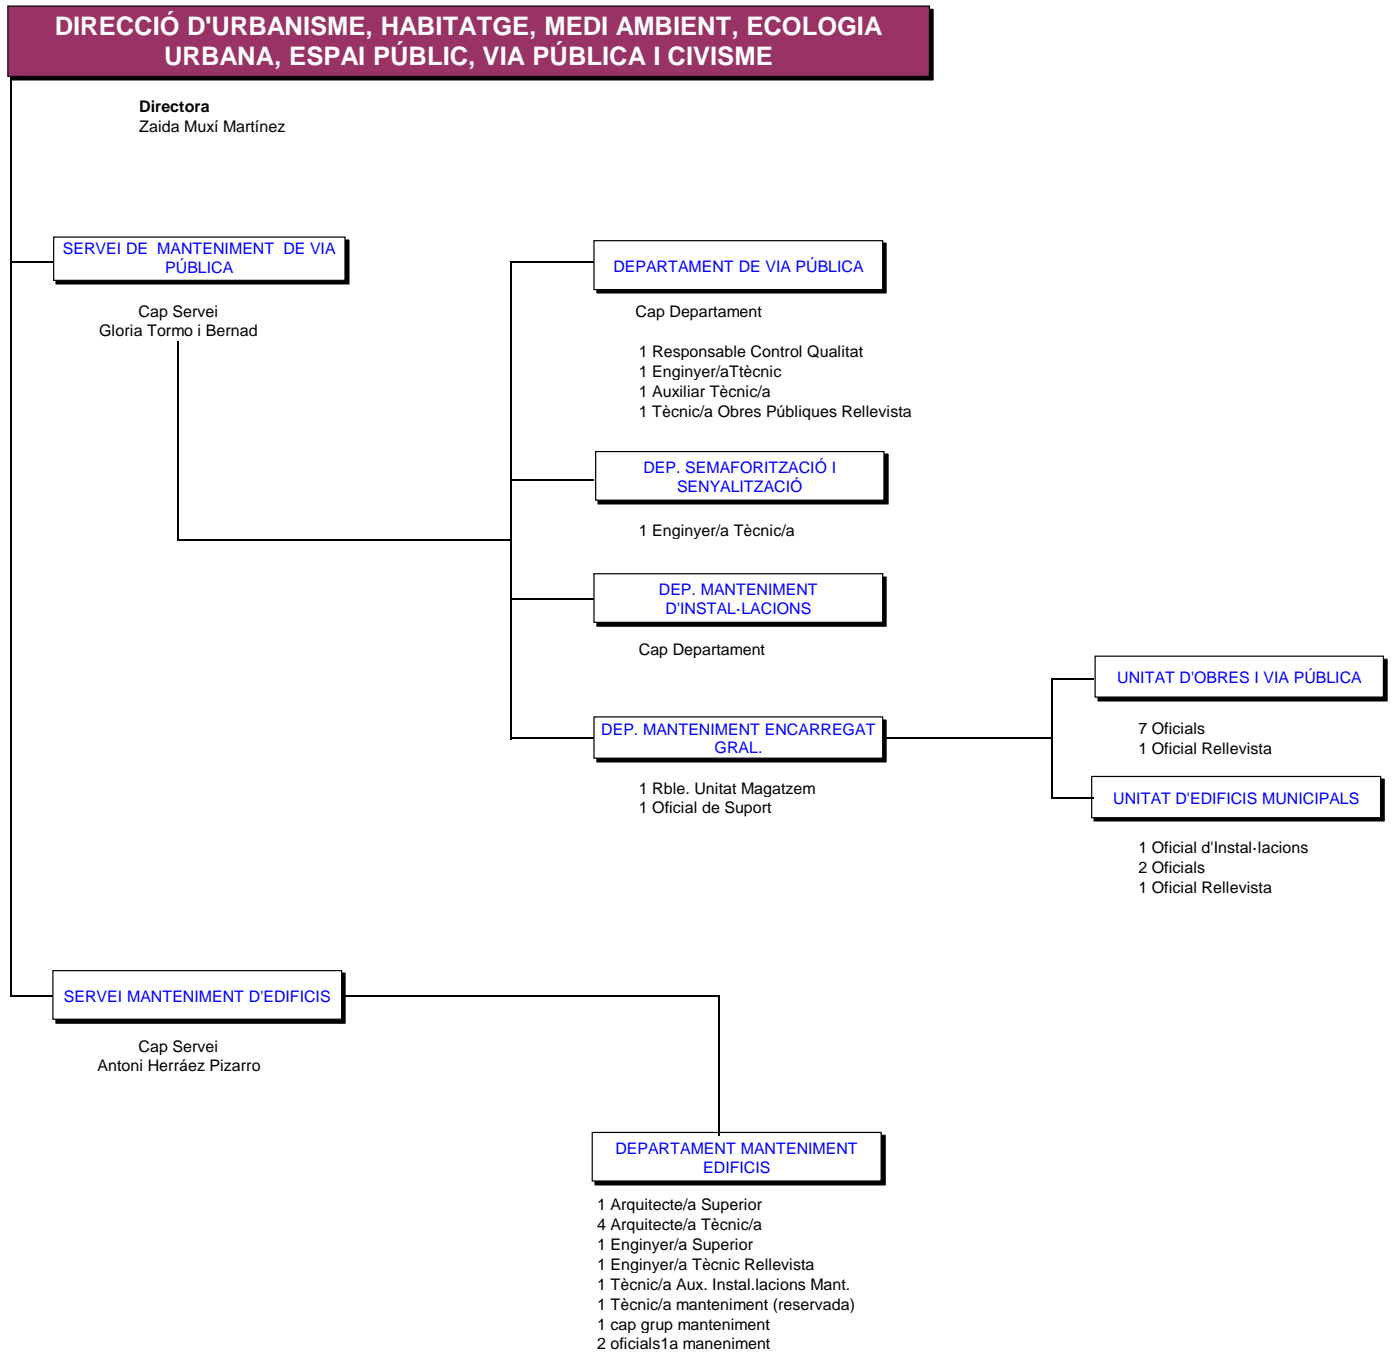 DIRECCIÓ D'URBANISME, HABITATGE, MEDI AMBIENT, ECOLOGIA
URBANA, ESPAI PÚBLIC, VIA PÚBLICA I CIVISME
Directora
Zaida Muxí Martínez
SERVEI DE MANTENIMENT DE VIA
PÚBLICA
Cap Servei
Gloria Tormo i Bernad
DEPARTAMENT DE VIA PÚBLICA
Cap Departament
1 Responsable Control Qualitat
1 Enginyer/aTtècnic
1 Auxiliar Tècnic/a
1 Tècnic/a Obres Públiques Rellevista
DEP. SEMAFORITZACIÓ I
SENYALITZACIÓ
1 Enginyer/a Tècnic/a
DEP. MANTENIMENT
D'INSTAL·LACIONS
Cap Departament
DEP. MANTENIMENT ENCARREGAT
GRAL.
1 Rble. Unitat Magatzem
1 Oficial de Suport
UNITAT D'OBRES I VIA PÚBLICA
7 Oficials
1 Oficial Rellevista
UNITAT D'EDIFICIS MUNICIPALS
1 Oficial d'Instal·lacions
2 Oficials
1 Oficial Rellevista
SERVEI MANTENIMENT D'EDIFICIS
Cap Servei
Antoni Herráez Pizarro
DEPARTAMENT MANTENIMENT
EDIFICIS
1 Arquitecte/a Superior
4 Arquitecte/a Tècnic/a
1 Enginyer/a Superior
1 Enginyer/a Tècnic Rellevista
1 Tècnic/a Aux. Instal.lacions Mant.
1 Tècnic/a manteniment (reservada)
1 cap grup manteniment
2 oficials1a maneniment